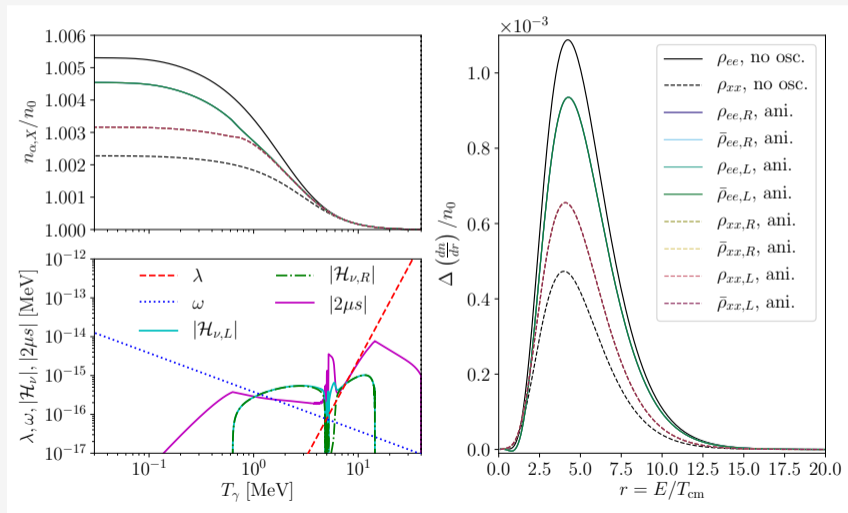 1.006
1.005
1.004
1.003
1.002
1.001
1.000
n_{α,X}/n_0
10^{−12}
10^{−13}
10^{−14}
10^{−15}
10^{−16}
10^{−17}
λ, ω, |ℋ_ν|, |2μs| [MeV]
λ
ω
|ℋ_{ν,L}|
|ℋ_{ν,R}|
|2μs|
10^{−1} 10^0 10^1
T_γ [MeV]
×10^{−3}
1.0
0.8
0.6
0.4
0.2
0.0
Δ(dn/dr)/n_0
ρ_{ee}, no osc.
ρ_{xx}, no osc.
ρ_{ee,R}, ani.
ρ̄_{ee,R}, ani.
ρ_{ee,L}, ani.
ρ̄_{ee,L}, ani.
ρ_{xx,R}, ani.
ρ̄_{xx,R}, ani.
ρ_{xx,L}, ani.
ρ̄_{xx,L}, ani.
0.0 2.5 5.0 7.5 10.0 12.5 15.0 17.5 20.0
r = E/T_{cm}